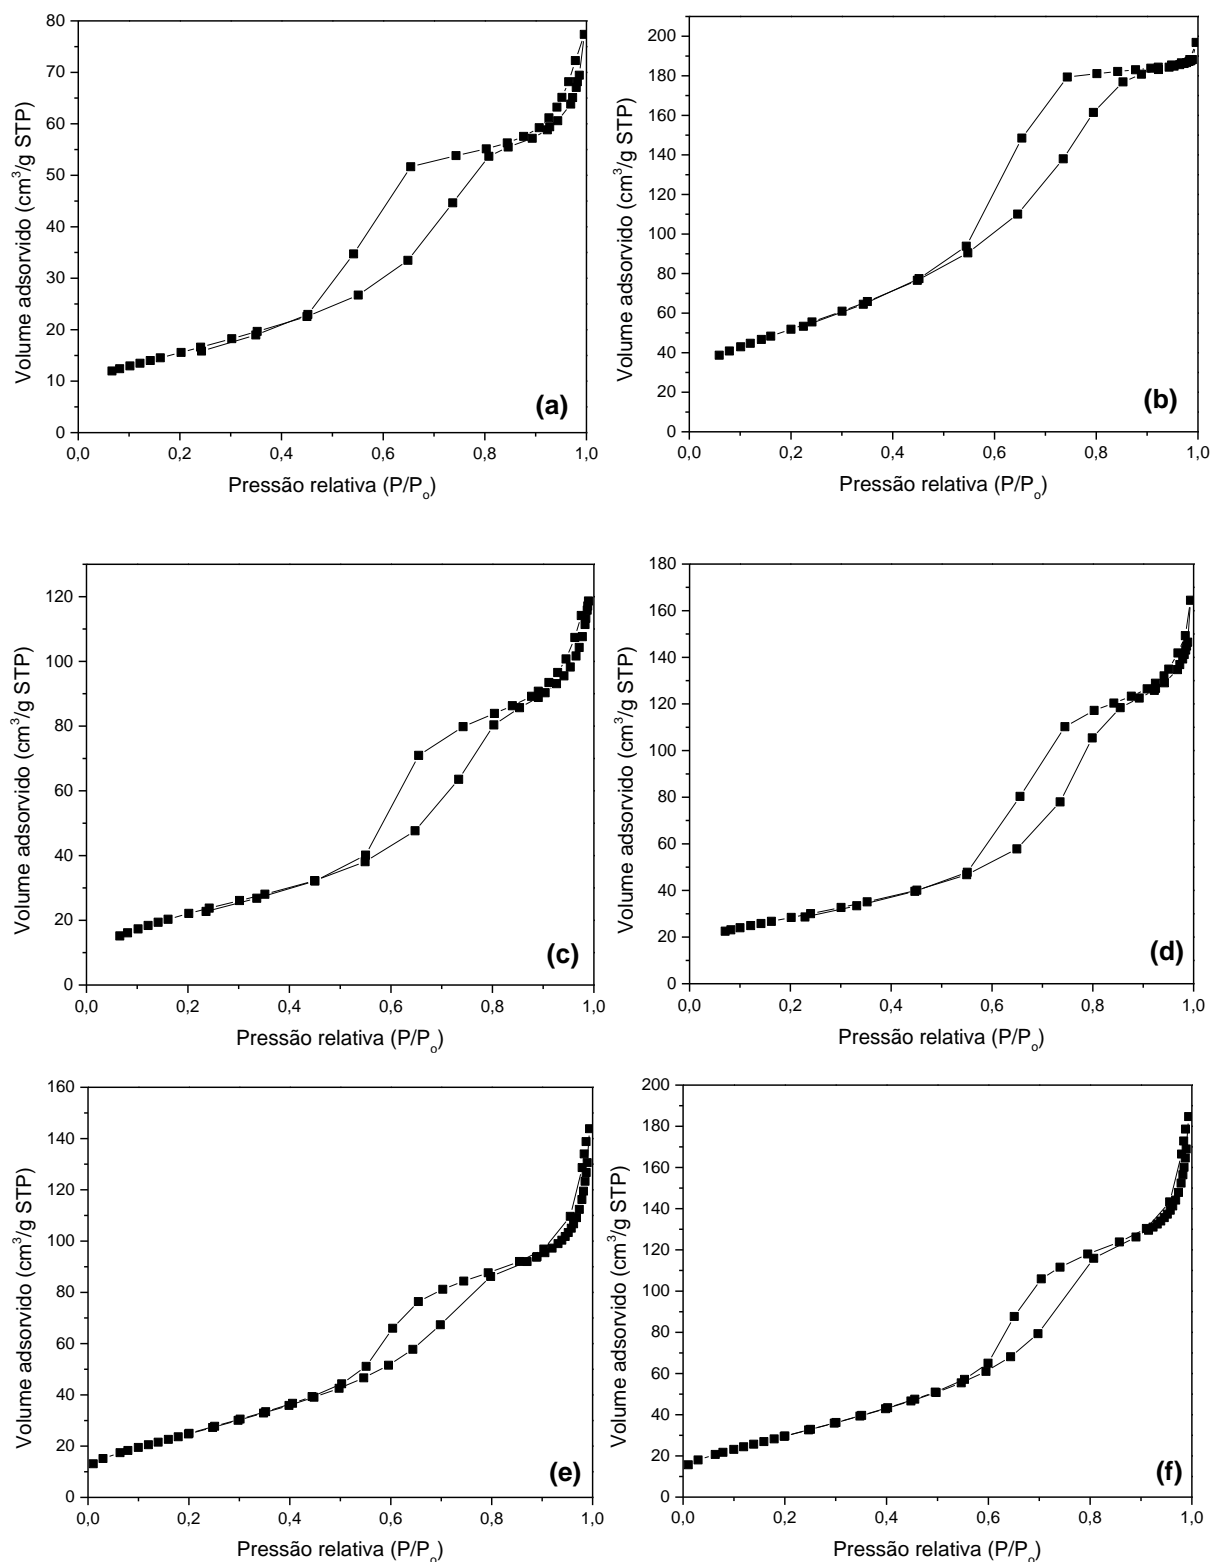 80
70
60
50
40
30
20
10
0
Volume adsorvido (cm³/g STP)
0,0 0,2 0,4 0,6 0,8 1,0
Pressão relativa (P/Pₒ)
(a)
200
180
160
140
120
100
80
60
40
20
0
Volume adsorvido (cm³/g STP)
0,0 0,2 0,4 0,6 0,8 1,0
Pressão relativa (P/Pₒ)
(b)
120
100
80
60
40
20
0
Volume adsorvido (cm³/g STP)
0,0 0,2 0,4 0,6 0,8 1,0
Pressão relativa (P/Pₒ)
(c)
180
160
140
120
100
80
60
40
20
0
Volume adsorvido (cm³/g STP)
0,0 0,2 0,4 0,6 0,8 1,0
Pressão relativa (P/Pₒ)
(d)
160
140
120
100
80
60
40
20
0
Volume adsorvido (cm³/g STP)
0,0 0,2 0,4 0,6 0,8 1,0
Pressão relativa (P/Pₒ)
(e)
200
180
160
140
120
100
80
60
40
20
0
Volume adsorvido (cm³/g STP)
0,0 0,2 0,4 0,6 0,8 1,0
Pressão relativa (P/Pₒ)
(f)